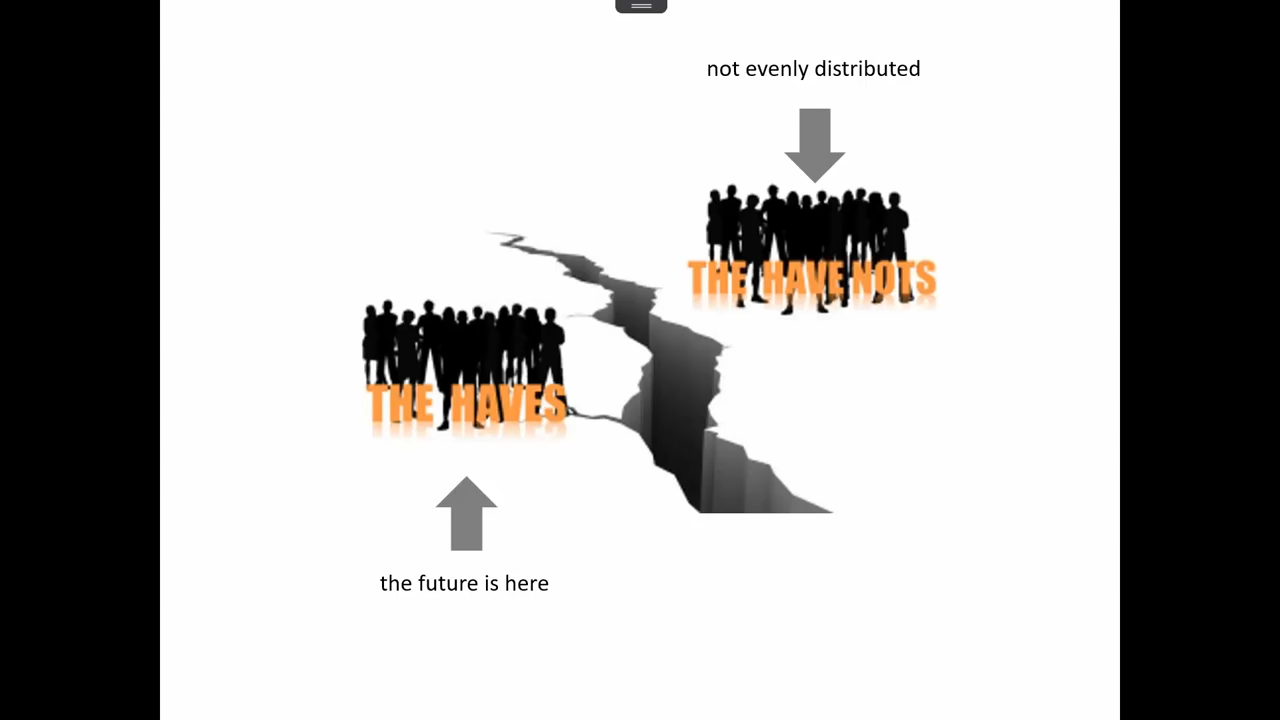 not evenly distributed
THE HAVE NOTS
THE HAVES
the future is here